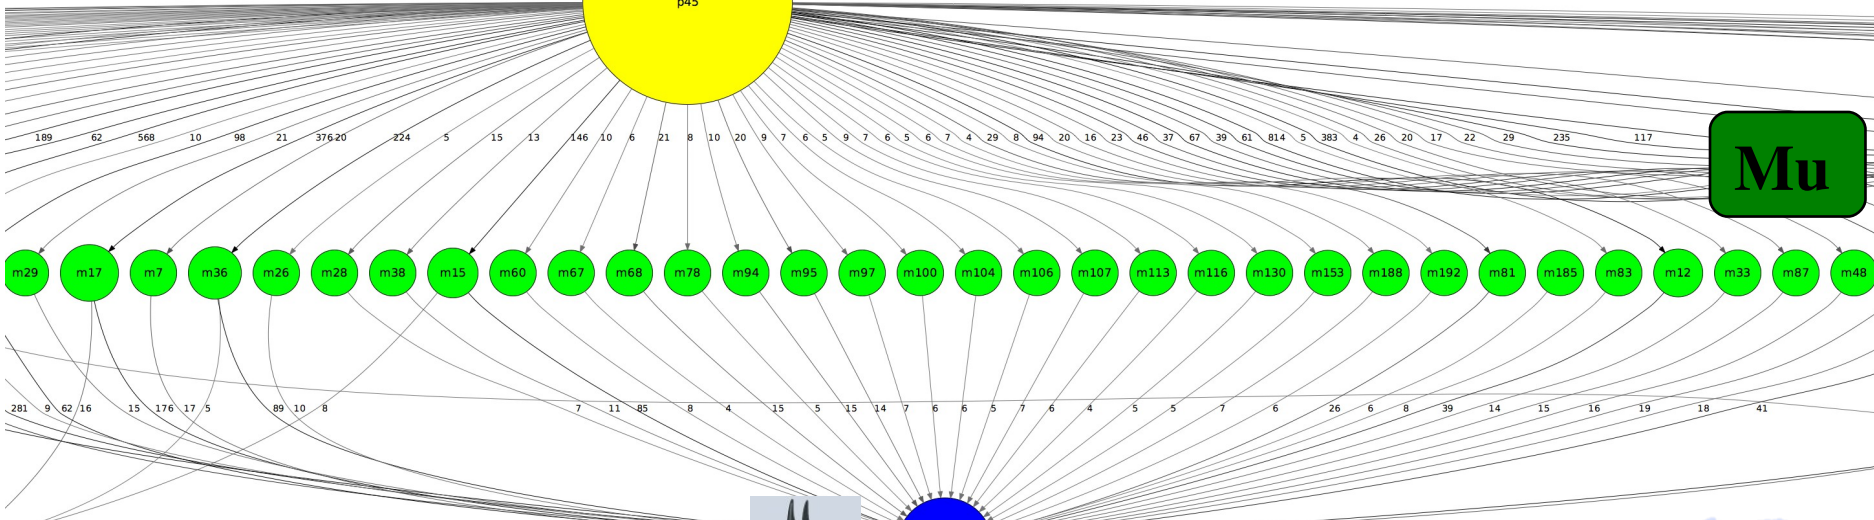 p45
189 62 568 10 98 21 376 20 224 5 15 13 146 10 6 21 8 10 20 9 7 6 5 9 7 6 5 6 7 4 29 8 94 20 16 23 46 37 67 39 61 814 5 383 4 26 20 17 22 29 235 117
Mu
m29 m17 m7 m36 m26 m28 m38 m15 m60 m67 m68 m78 m94 m95 m97 m100 m104 m106 m107 m113 m116 m130 m153 m188 m192 m81 m185 m83 m12 m33 m87 m48
281 9 62 16 15 176 17 5 89 10 8 7 11 85 8 4 15 5 15 14 7 6 6 5 7 6 4 5 5 7 6 26 6 8 39 14 15 16 19 18 41